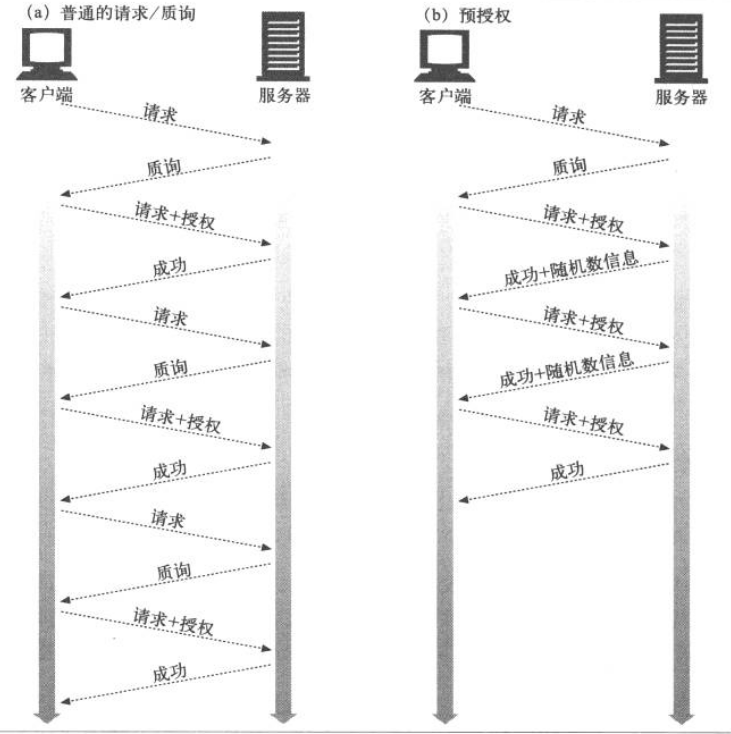 (a) 普通的请求/质询
客户端
服务器
请求
质询
请求+授权
成功
请求
质询
请求+授权
成功
请求
质询
请求+授权
成功
(b) 预授权
客户端
服务器
请求
质询
请求+授权
成功+随机数信息
请求+授权
成功+随机数信息
请求+授权
成功